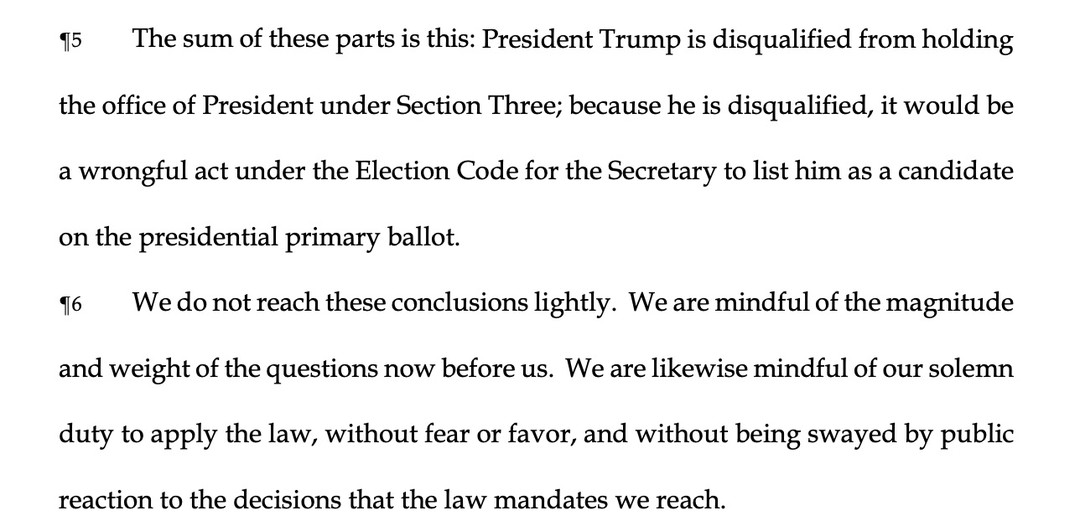 ¶5 The sum of these parts is this: President Trump is disqualified from holding
the office of President under Section Three; because he is disqualified, it would be
a wrongful act under the Election Code for the Secretary to list him as a candidate
on the presidential primary ballot.
¶6 We do not reach these conclusions lightly. We are mindful of the magnitude
and weight of the questions now before us. We are likewise mindful of our solemn
duty to apply the law, without fear or favor, and without being swayed by public
reaction to the decisions that the law mandates we reach.